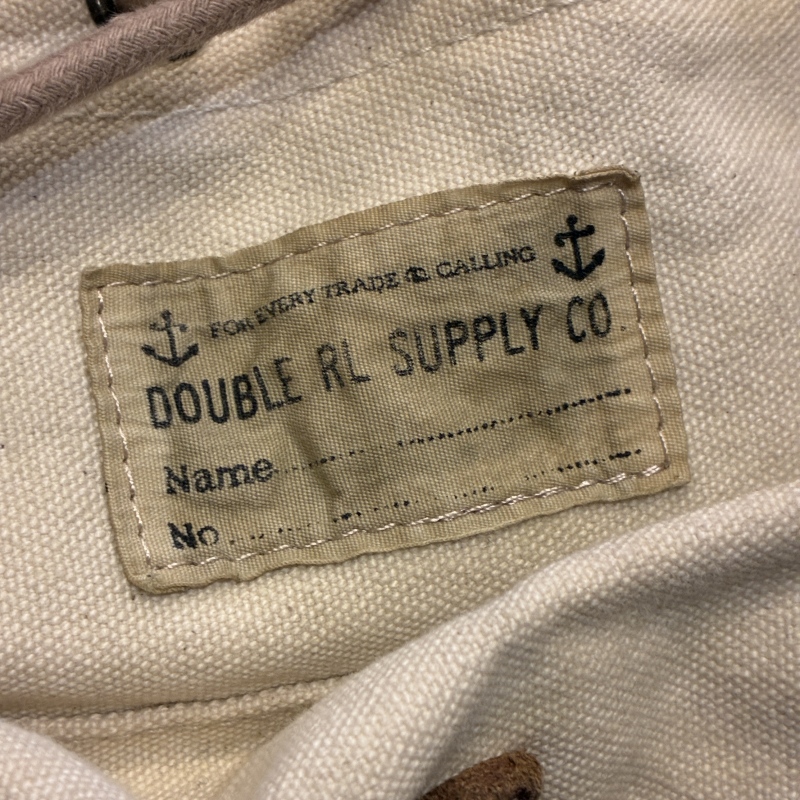 FOR EVERY TRADE & CALLING
DOUBLE RL SUPPLY CO.
Name
No